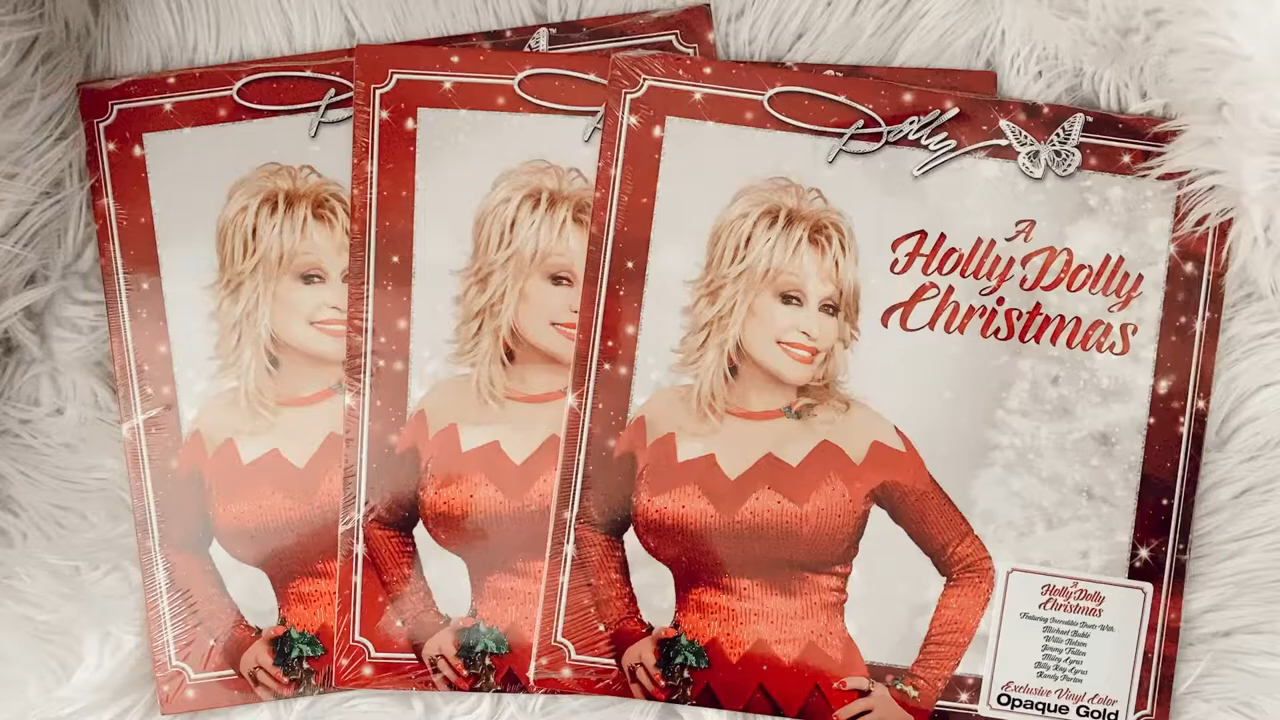 Dolly
A
Holly Dolly
Christmas
A
Holly Dolly
Christmas
Featuring Incredible Duets With:
Michael Bublé
Willie Nelson
Jimmy Fallon
Miley Cyrus
Billy Ray Cyrus
Randy Parton
Exclusive Vinyl Color
Opaque Gold